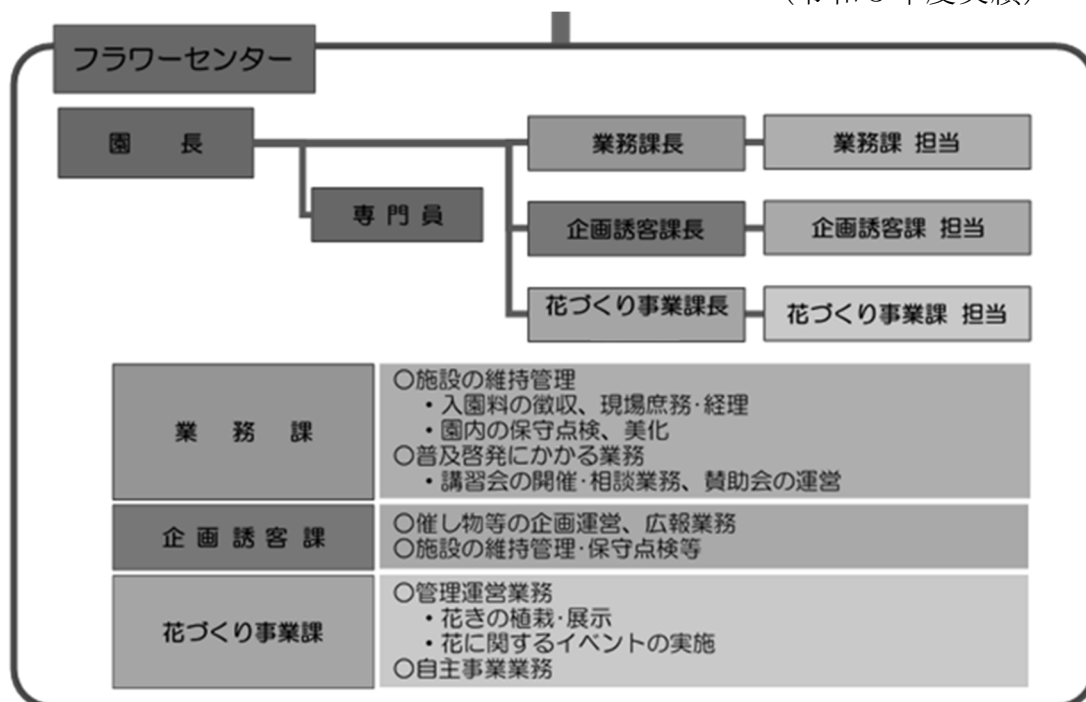 フラワーセンター
園 長
専 門 員
業務課長
業務課 担当
企画誘客課長
企画誘客課 担当
花づくり事業課長
花づくり事業課 担当
業 務 課
○施設の維持管理
・入園料の徴収、現場庶務・経理
・園内の保守点検、美化
○普及啓発にかかる業務
・講習会の開催・相談業務、賛助会の運営
企 画 誘 客 課
○催し物等の企画運営、広報業務
○施設の維持管理・保守点検等
花づくり事業課
○管理運営業務
・花きの植栽・展示
・花に関するイベントの実施
○自主事業業務